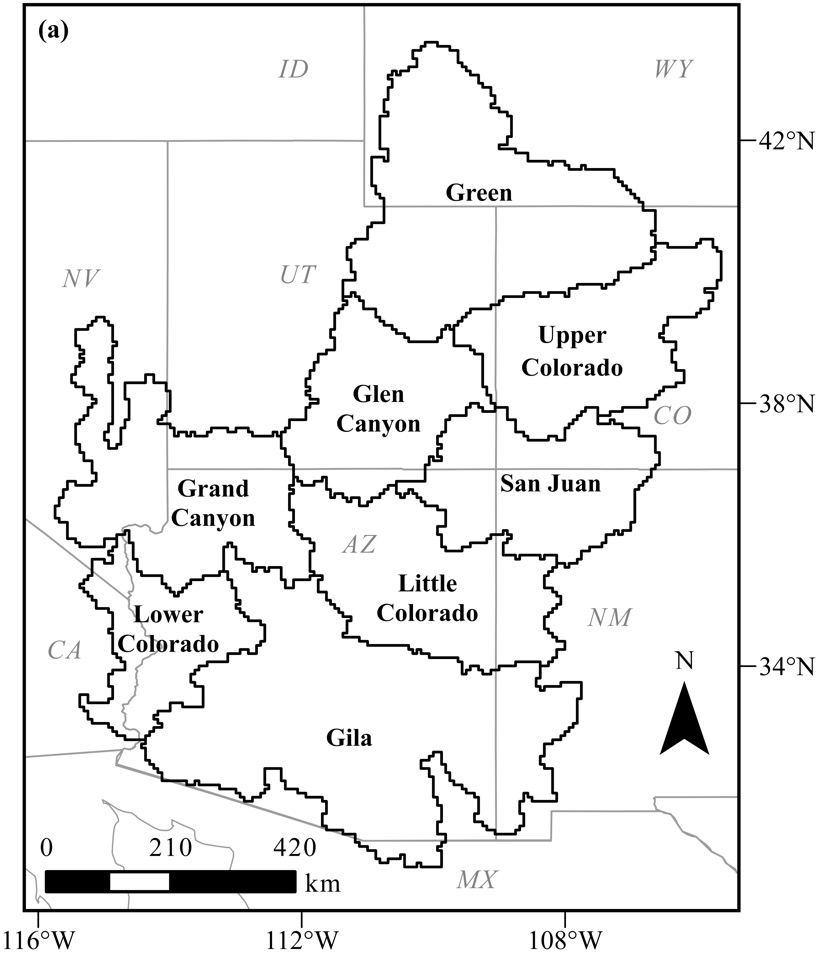 (a)
ID
WY
42°N
Green
NV
UT
Upper
Colorado
Glen
Canyon
38°N
CO
San Juan
Grand
Canyon
AZ
Little
Colorado
Lower
Colorado
NM
CA
N
34°N
Gila
0 210 420
km
MX
116°W 112°W 108°W